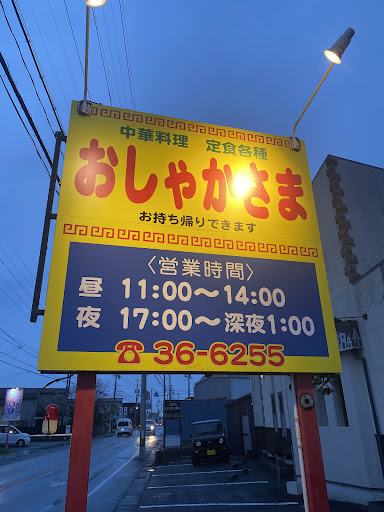 中華料理 定食各種
おしゃかさま
お持ち帰りできます
〈営業時間〉
昼 11:00〜14:00
夜 17:00〜深夜1:00
☎36-6255